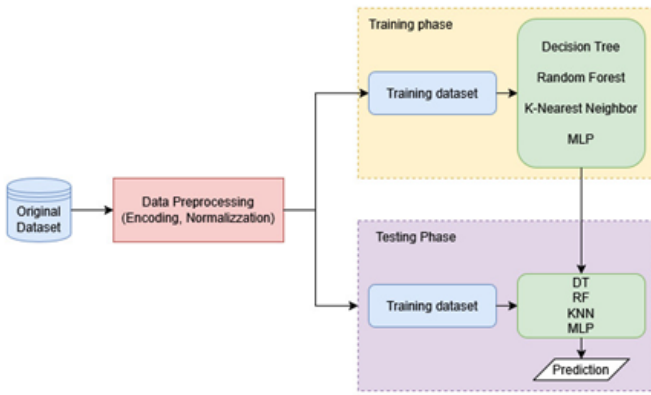 Original
Dataset
Data Preprocessing
(Encoding, Normalizzation)
Training phase
Training dataset
Decision Tree
Random Forest
K-Nearest Neighbor
MLP
Testing Phase
Training dataset
DT
RF
KNN
MLP
Prediction